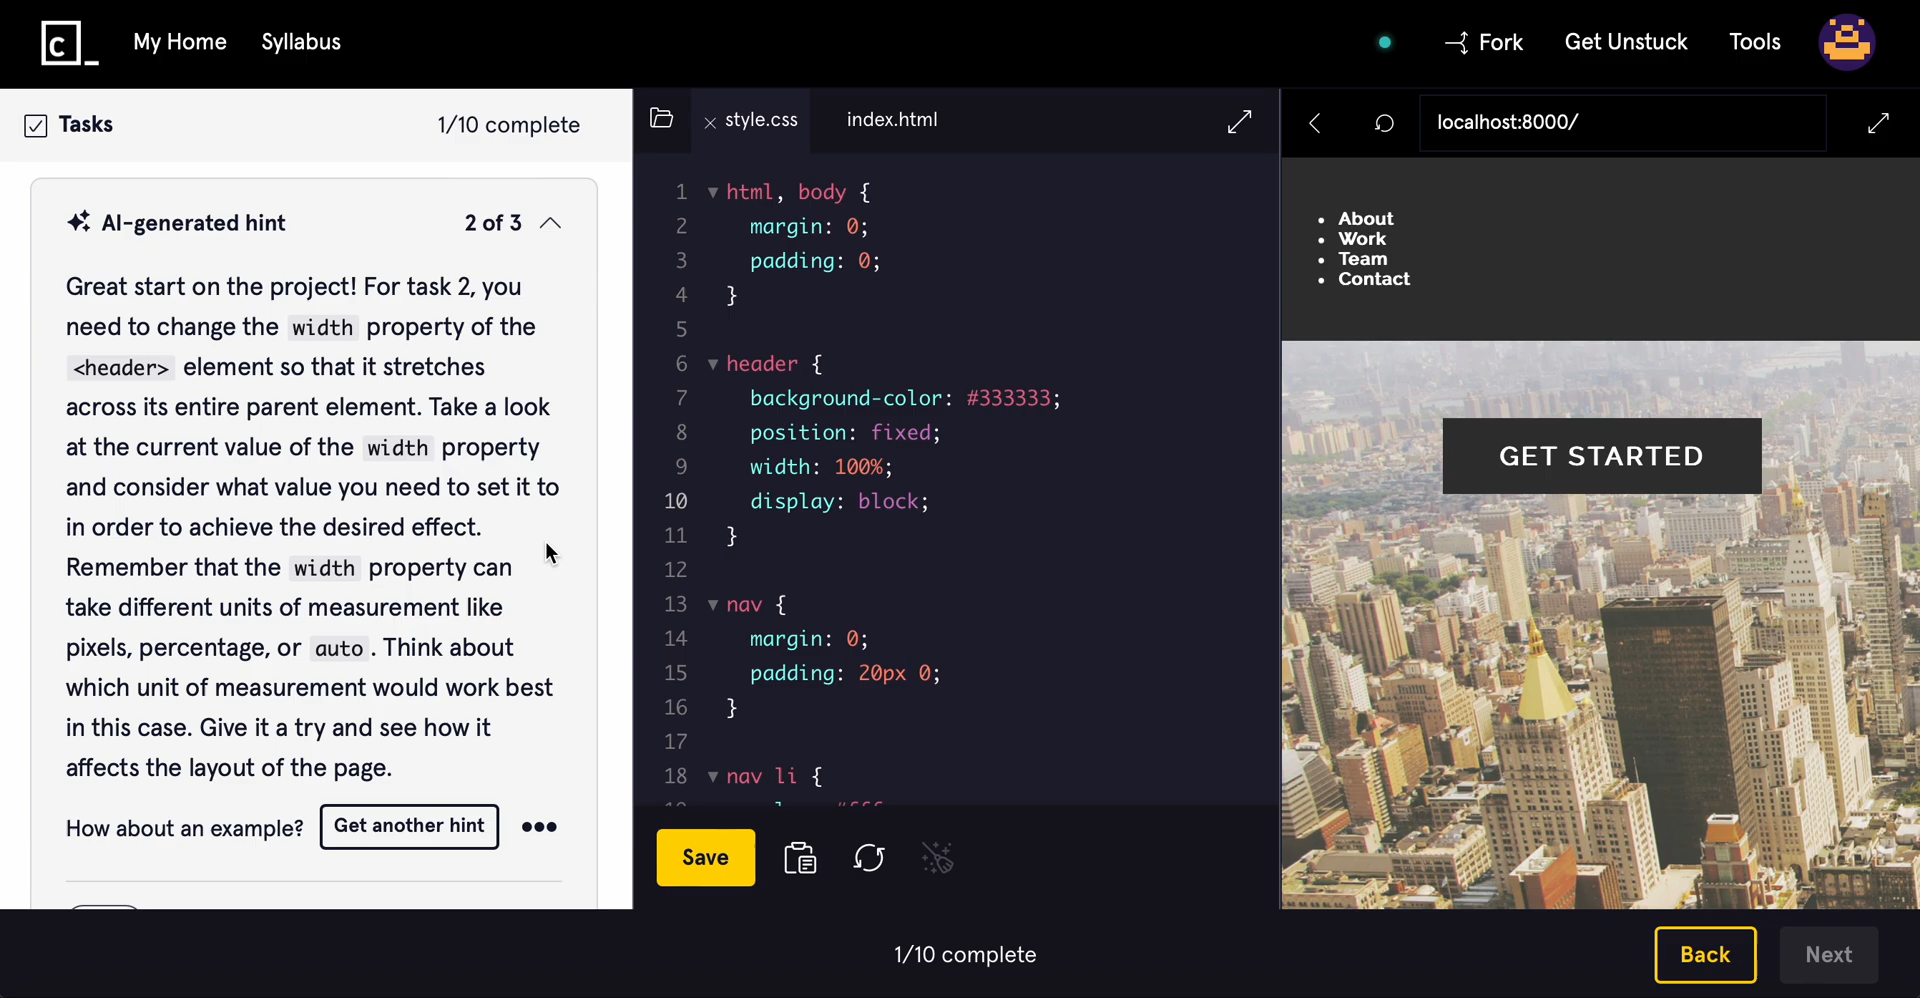 c_ My Home Syllabus Fork Get Unstuck Tools
Tasks 1/10 complete
AI-generated hint 2 of 3
Great start on the project! For task 2, you
need to change the width property of the
<header> element so that it stretches
across its entire parent element. Take a look
at the current value of the width property
and consider what value you need to set it to
in order to achieve the desired effect.
Remember that the width property can
take different units of measurement like
pixels, percentage, or auto. Think about
which unit of measurement would work best
in this case. Give it a try and see how it
affects the layout of the page.
How about an example? Get another hint •••
style.css index.html
1 html, body {
2 margin: 0;
3 padding: 0;
4 }
5
6 header {
7 background-color: #333333;
8 position: fixed;
9 width: 100%;
10 display: block;
11 }
12
13 nav {
14 margin: 0;
15 padding: 20px 0;
16 }
17
18 nav li {
Save
localhost:8000/
About
Work
Team
Contact
GET STARTED
1/10 complete
Back Next